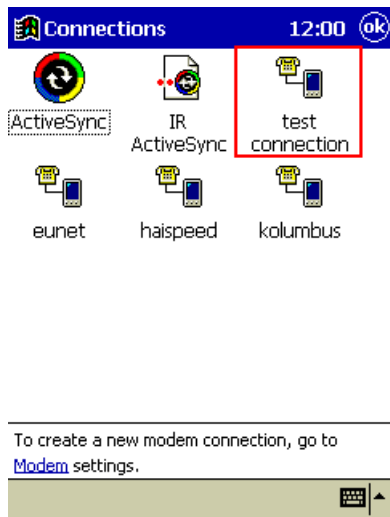 Connections 12:00 ok
ActiveSync IR ActiveSync test connection
eunet haispeed kolumbus
To create a new modem connection, go to
Modem settings.